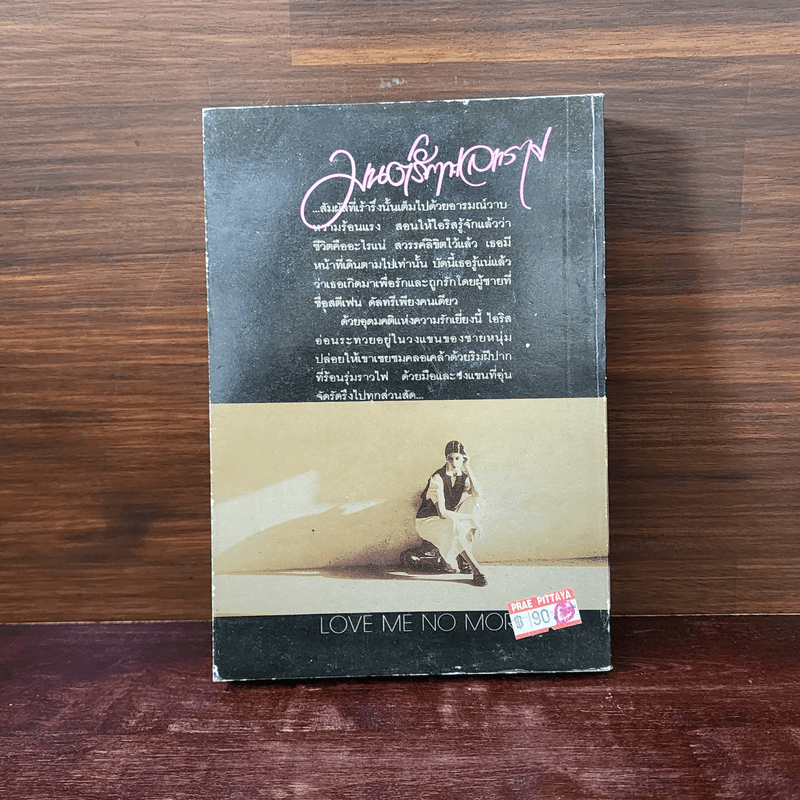 มนต์รักทะเลทราย
...สัมผัสที่เร้ารึงนั้นเต็มไปด้วยอารมณ์วาบ
หวามร้อนแรง สอนให้ไอริสรู้จักแล้วว่า
ชีวิตคืออะไรแน่ สวรรค์ลิขิตไว้แล้ว เธอมี
หน้าที่เดินตามไปเท่านั้น บัดนี้เธอรู้แน่แล้ว
ว่าเธอเกิดมาเพื่อรักและถูกรักโดยผู้ชายที่
ชื่อสตีเฟน ดัลทรีเพียงคนเดียว
ด้วยอุดมคติแห่งความรักเยี่ยงนี้ ไอริส
อ่อนระทวยอยู่ในวงแขนของชายหนุ่ม
ปล่อยให้เขาเชยชมคลอเคล้าด้วยริมฝีปาก
ที่ร้อนรุ่มราวไฟ ด้วยมือและวงแขนที่อุ่น
จัดรัดรึงไปทุกส่วนสัด...
LOVE ME NO MOR
PRAE PITTAYA
฿ 190